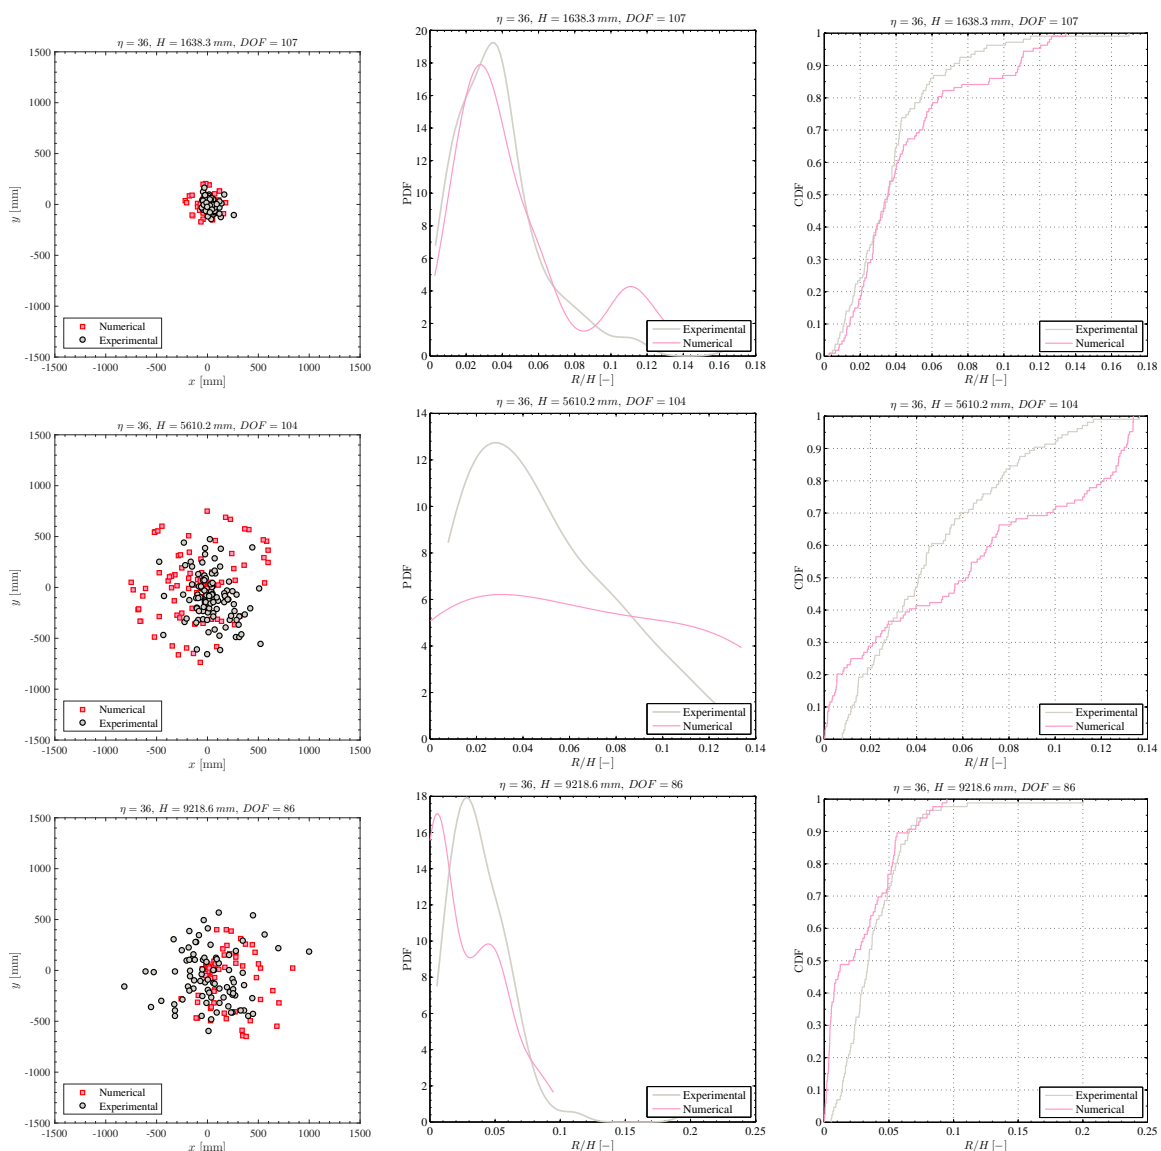 η = 36, H = 1638.3 mm, DOF = 107
1500
1000
500
0
-500
-1000
-1500
-1500 -1000 -500 0 500 1000 1500
y [mm]
x [mm]
Numerical
Experimental
η = 36, H = 1638.3 mm, DOF = 107
20
18
16
14
12
10
8
6
4
2
0
0 0.02 0.04 0.06 0.08 0.1 0.12 0.14 0.16 0.18
PDF
R/H [−]
Experimental
Numerical
η = 36, H = 1638.3 mm, DOF = 107
1
0.9
0.8
0.7
0.6
0.5
0.4
0.3
0.2
0.1
0
0 0.02 0.04 0.06 0.08 0.1 0.12 0.14 0.16 0.18
CDF
R/H [−]
Experimental
Numerical
η = 36, H = 5610.2 mm, DOF = 104
1500
1000
500
0
-500
-1000
-1500
-1500 -1000 -500 0 500 1000 1500
y [mm]
x [mm]
Numerical
Experimental
η = 36, H = 5610.2 mm, DOF = 104
14
12
10
8
6
4
2
0
0 0.02 0.04 0.06 0.08 0.1 0.12 0.14
PDF
R/H [−]
Experimental
Numerical
η = 36, H = 5610.2 mm, DOF = 104
1
0.9
0.8
0.7
0.6
0.5
0.4
0.3
0.2
0.1
0
0 0.02 0.04 0.06 0.08 0.1 0.12 0.14
CDF
R/H [−]
Experimental
Numerical
η = 36, H = 9218.6 mm, DOF = 86
1500
1000
500
0
-500
-1000
-1500
-1500 -1000 -500 0 500 1000 1500
y [mm]
x [mm]
Numerical
Experimental
η = 36, H = 9218.6 mm, DOF = 86
18
16
14
12
10
8
6
4
2
0
0 0.05 0.1 0.15 0.2 0.25
PDF
R/H [−]
Experimental
Numerical
η = 36, H = 9218.6 mm, DOF = 86
1
0.9
0.8
0.7
0.6
0.5
0.4
0.3
0.2
0.1
0
0 0.05 0.1 0.15 0.2 0.25
CDF
R/H [−]
Experimental
Numerical